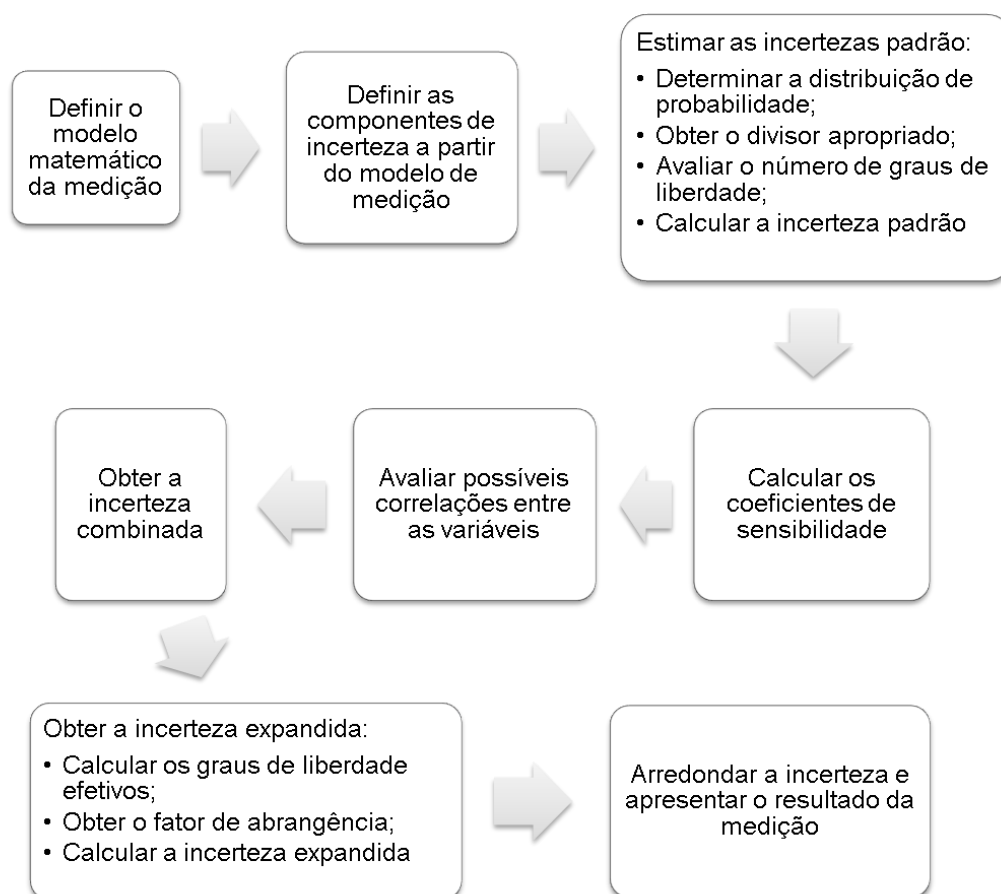 Definir o
modelo
matemático
da medição
Definir as
componentes de
incerteza a partir
do modelo de
medição
Estimar as incertezas padrão:
• Determinar a distribuição de
probabilidade;
• Obter o divisor apropriado;
• Avaliar o número de graus de
liberdade;
• Calcular a incerteza padrão
Calcular os
coeficientes de
sensibilidade
Avaliar possíveis
correlações entre
as variáveis
Obter a
incerteza
combinada
Obter a incerteza expandida:
• Calcular os graus de liberdade
efetivos;
• Obter o fator de abrangência;
• Calcular a incerteza expandida
Arredondar a incerteza e
apresentar o resultado da
medição